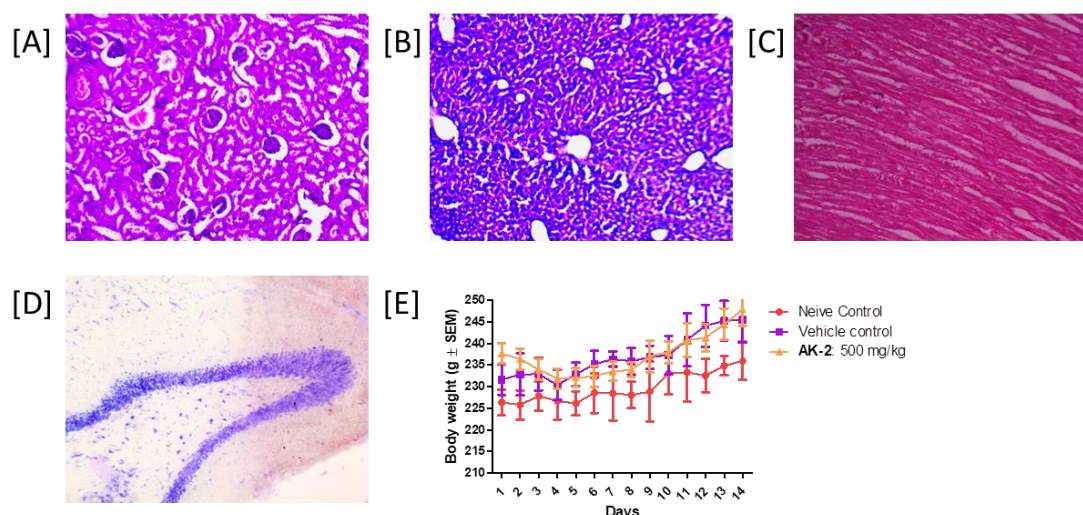 [A]
[B]
[C]
[D]
[E]
Body weight (g ± SEM)
250
245
240
235
230
225
220
215
210
1 2 3 4 5 6 7 8 9 10 11 12 13 14
Days
Neive Control
Vehicle control
AK-2: 500 mg/kg